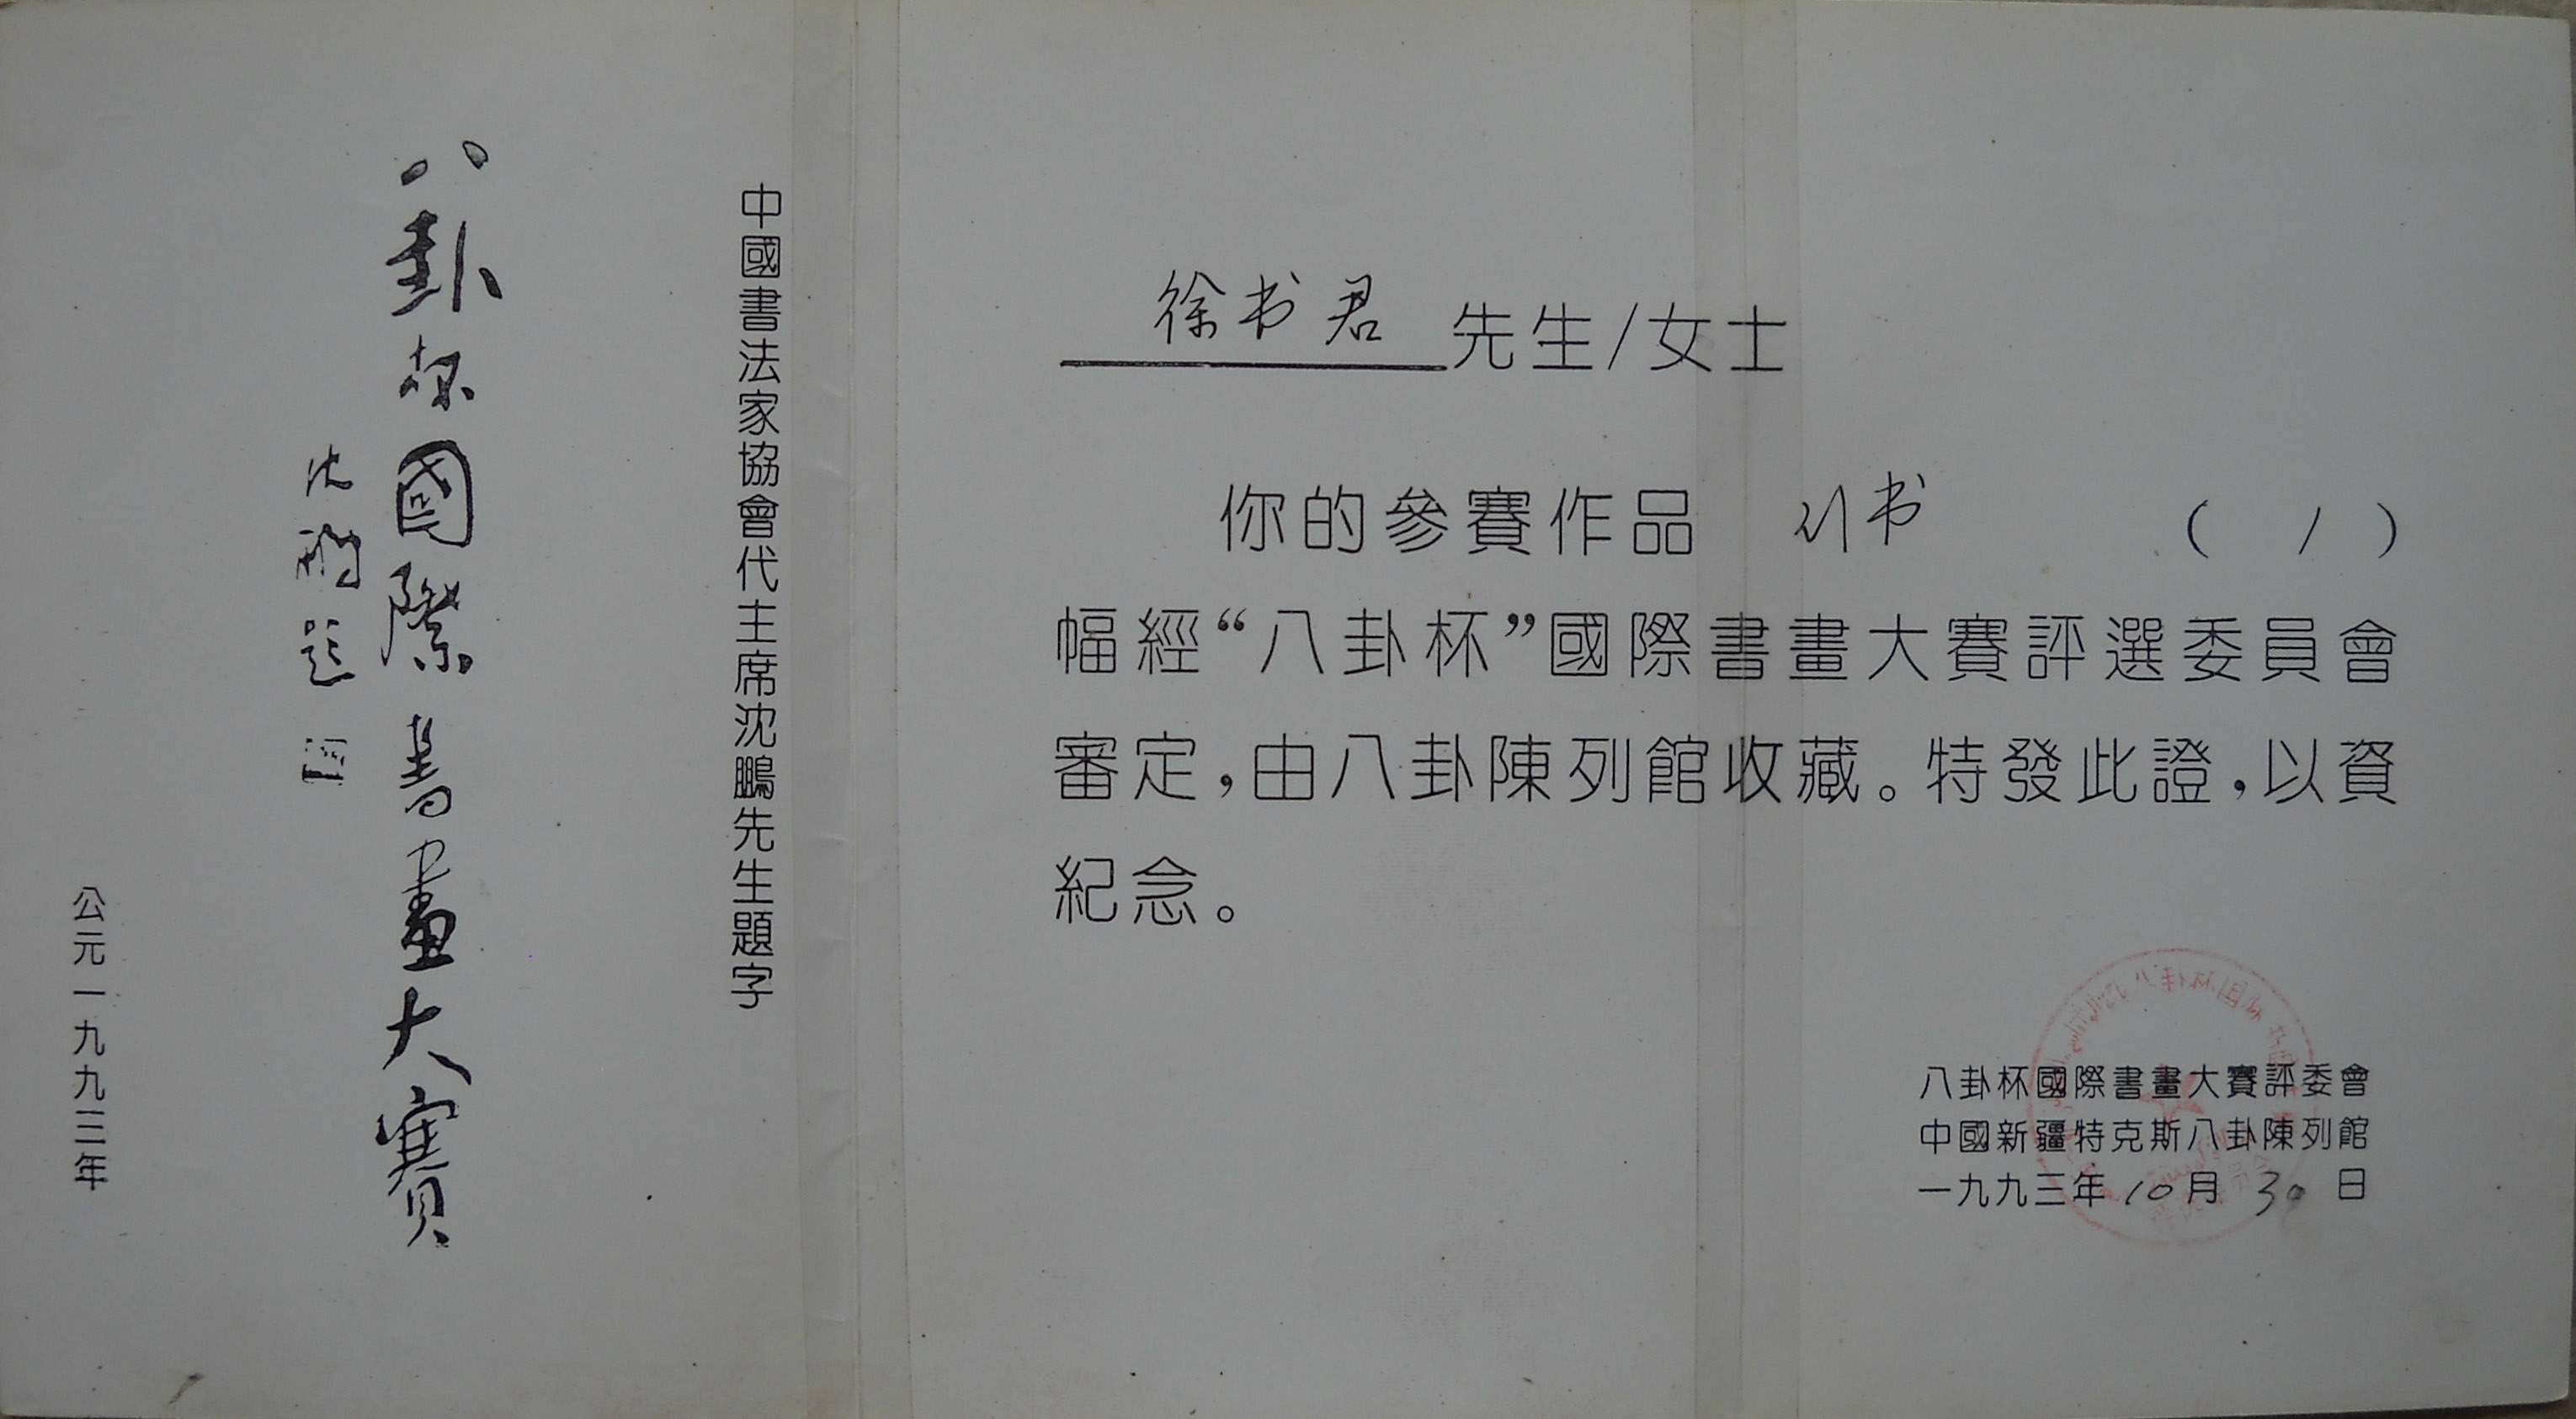 中國書法家協會代主席沈鵬先生題字
八卦杯國際書畫大賽
沈鵬題
公元一九九三年
徐书君先生/女士
你的參賽作品 行书 ( 1 )
幅經“八卦杯”國際書畫大賽評選委員會
審定,由八卦陳列館收藏。特發此證,以資
紀念。
八卦杯國際書畫大賽評委會
中國新疆特克斯八卦陳列館
一九九三年10月30日